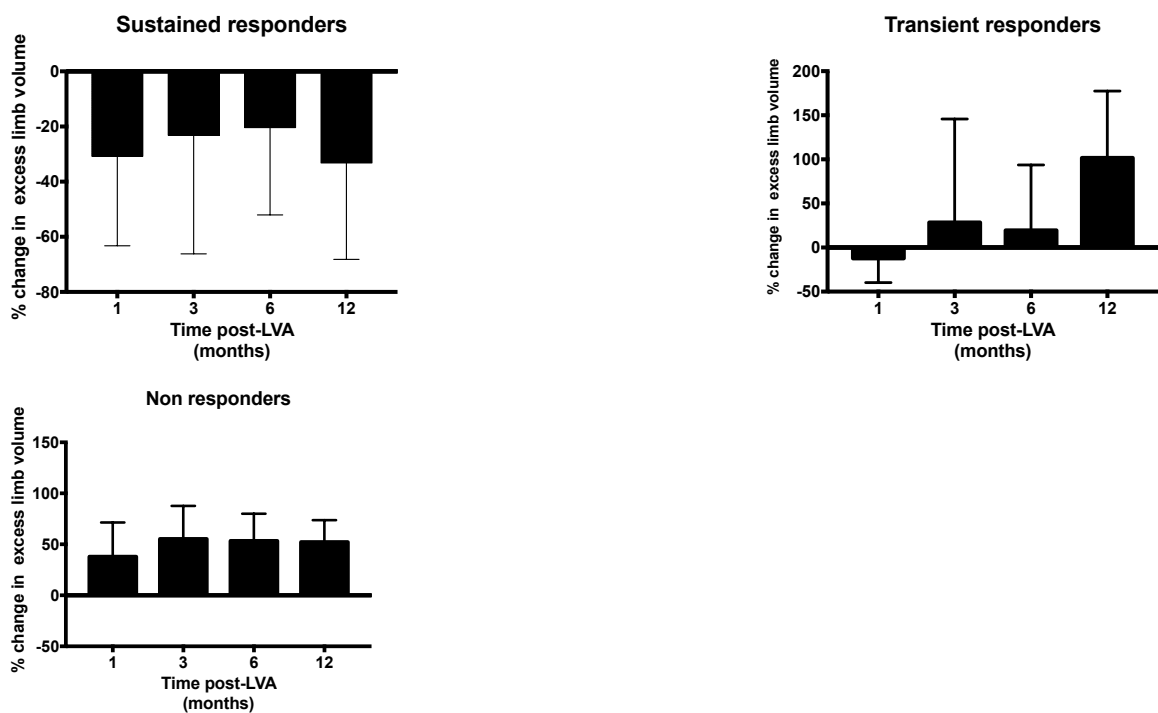 Sustained responders
% change in excess limb volume
0
-20
-40
-60
-80
1 3 6 12
Time post-LVA
(months)
Transient responders
% change in excess limb volume
200
150
100
50
0
-50
1 3 6 12
Time post-LVA
(months)
Non responders
% change in excess limb volume
150
100
50
0
-50
1 3 6 12
Time post-LVA
(months)